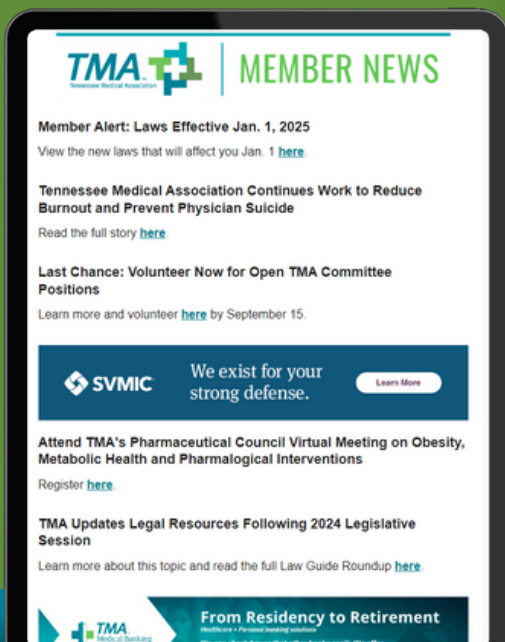 TMA
Tennessee Medical Association
MEMBER NEWS
Member Alert: Laws Effective Jan. 1, 2025
View the new laws that will affect you Jan. 1 here.
Tennessee Medical Association Continues Work to Reduce
Burnout and Prevent Physician Suicide
Read the full story here.
Last Chance: Volunteer Now for Open TMA Committee
Positions
Learn more and volunteer here by September 15.
SVMIC
We exist for your
strong defense.
Learn More
Attend TMA's Pharmaceutical Council Virtual Meeting on Obesity,
Metabolic Health and Pharmalogical Interventions
Register here.
TMA Updates Legal Resources Following 2024 Legislative
Session
Learn more about this topic and read the full Law Guide Roundup here.
TMA
Medical Banking
From Residency to Retirement
Healthcare + Personal banking solutions